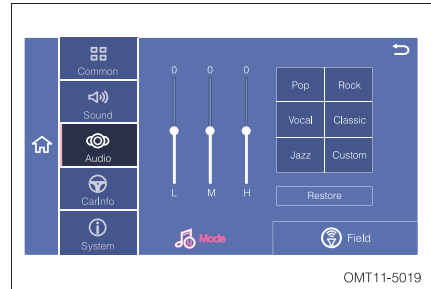 Common
Sound
Audio
CarInfo
System
0 0 0
L M H
Pop Rock
Vocal Classic
Jazz Custom
Restore
Mode
Field
OMT11-5019